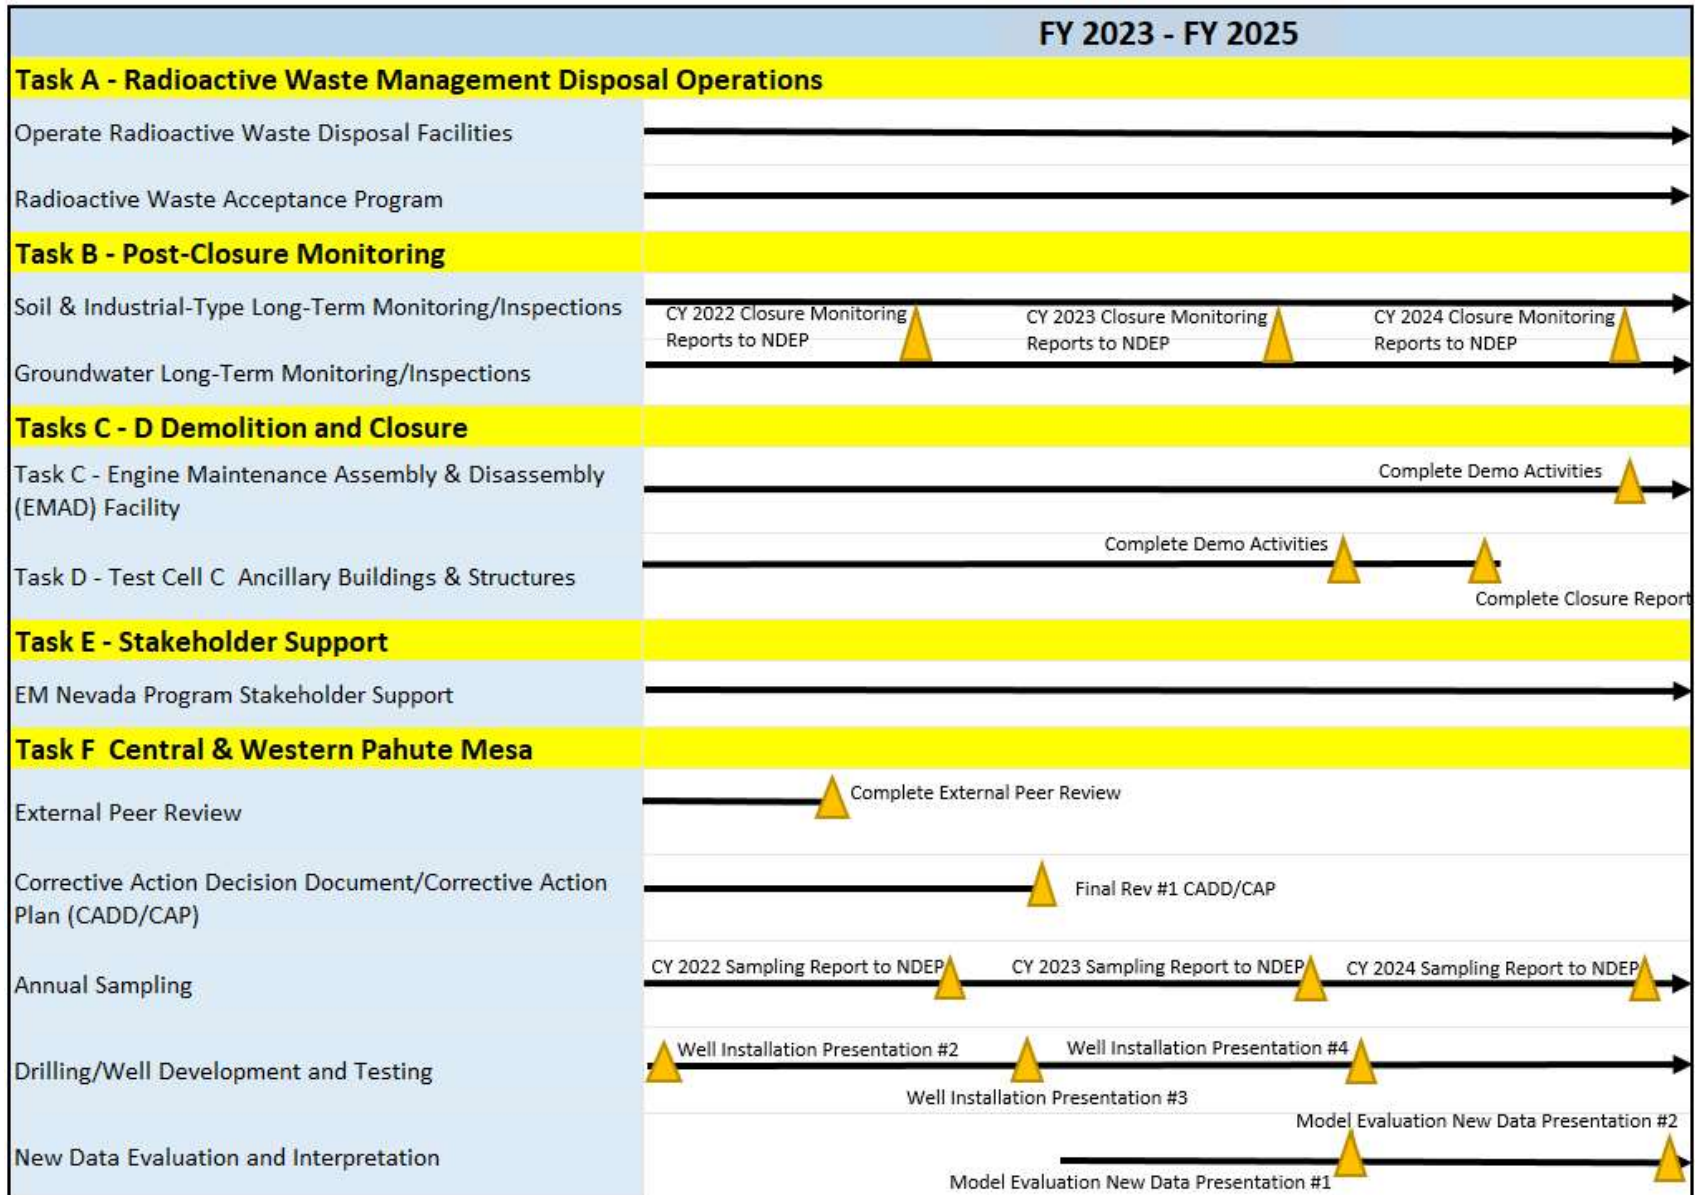 FY 2023 - FY 2025
Task A - Radioactive Waste Management Disposal Operations
Operate Radioactive Waste Disposal Facilities
Radioactive Waste Acceptance Program
Task B - Post-Closure Monitoring
Soil & Industrial-Type Long-Term Monitoring/Inspections
CY 2022 Closure Monitoring
Reports to NDEP
CY 2023 Closure Monitoring
Reports to NDEP
CY 2024 Closure Monitoring
Reports to NDEP
Groundwater Long-Term Monitoring/Inspections
Tasks C - D Demolition and Closure
Task C - Engine Maintenance Assembly & Disassembly
(EMAD) Facility
Complete Demo Activities
Task D - Test Cell C Ancillary Buildings & Structures
Complete Demo Activities
Complete Closure Report
Task E - Stakeholder Support
EM Nevada Program Stakeholder Support
Task F Central & Western Pahute Mesa
External Peer Review
Complete External Peer Review
Corrective Action Decision Document/Corrective Action
Plan (CADD/CAP)
Final Rev #1 CADD/CAP
Annual Sampling
CY 2022 Sampling Report to NDEP
CY 2023 Sampling Report to NDEP
CY 2024 Sampling Report to NDEP
Drilling/Well Development and Testing
Well Installation Presentation #2
Well Installation Presentation #3
Well Installation Presentation #4
New Data Evaluation and Interpretation
Model Evaluation New Data Presentation #1
Model Evaluation New Data Presentation #2